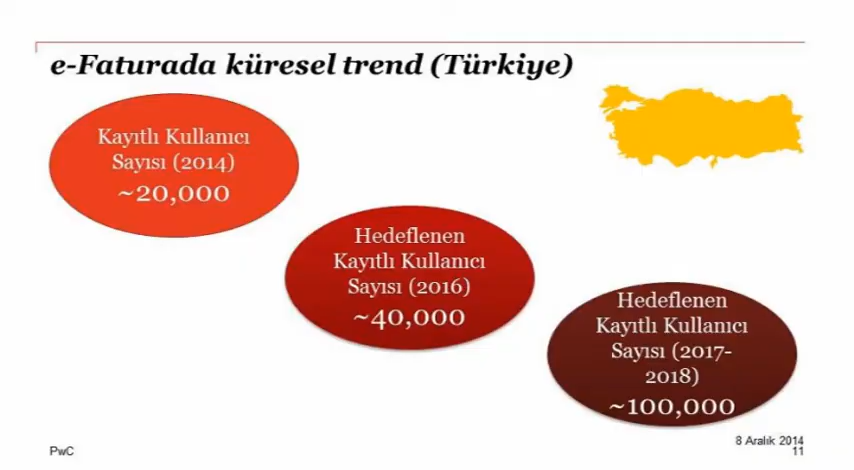 e-Faturada küresel trend (Türkiye)
Kayıtlı Kullanıcı
Sayısı (2014)
~20,000
Hedeflenen
Kayıtlı Kullanıcı
Sayısı (2016)
~40,000
Hedeflenen
Kayıtlı Kullanıcı
Sayısı (2017-
2018)
~100,000
PwC
8 Aralık 2014
11